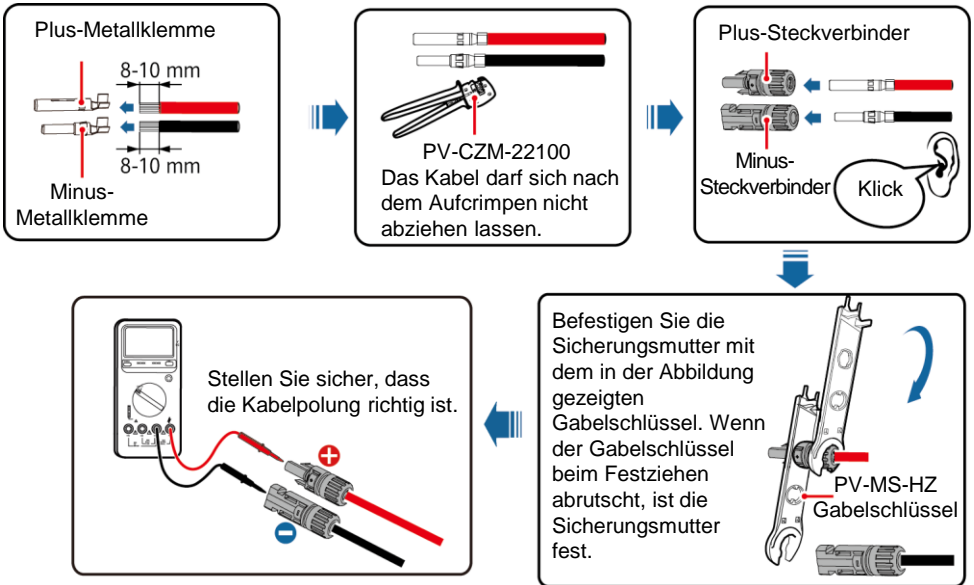 Plus-Metallklemme
8-10 mm
8-10 mm
Minus-
Metallklemme
PV-CZM-22100
Das Kabel darf sich nach
dem Aufcrimpen nicht
abziehen lassen.
Plus-Steckverbinder
Minus-
Steckverbinder
Klick
Befestigen Sie die
Sicherungsmutter mit
dem in der Abbildung
gezeigten
Gabelschlüssel. Wenn
der Gabelschlüssel
beim Festziehen
abrutscht, ist die
Sicherungsmutter
fest.
PV-MS-HZ
Gabelschlüssel
Stellen Sie sicher, dass
die Kabelpolung richtig ist.